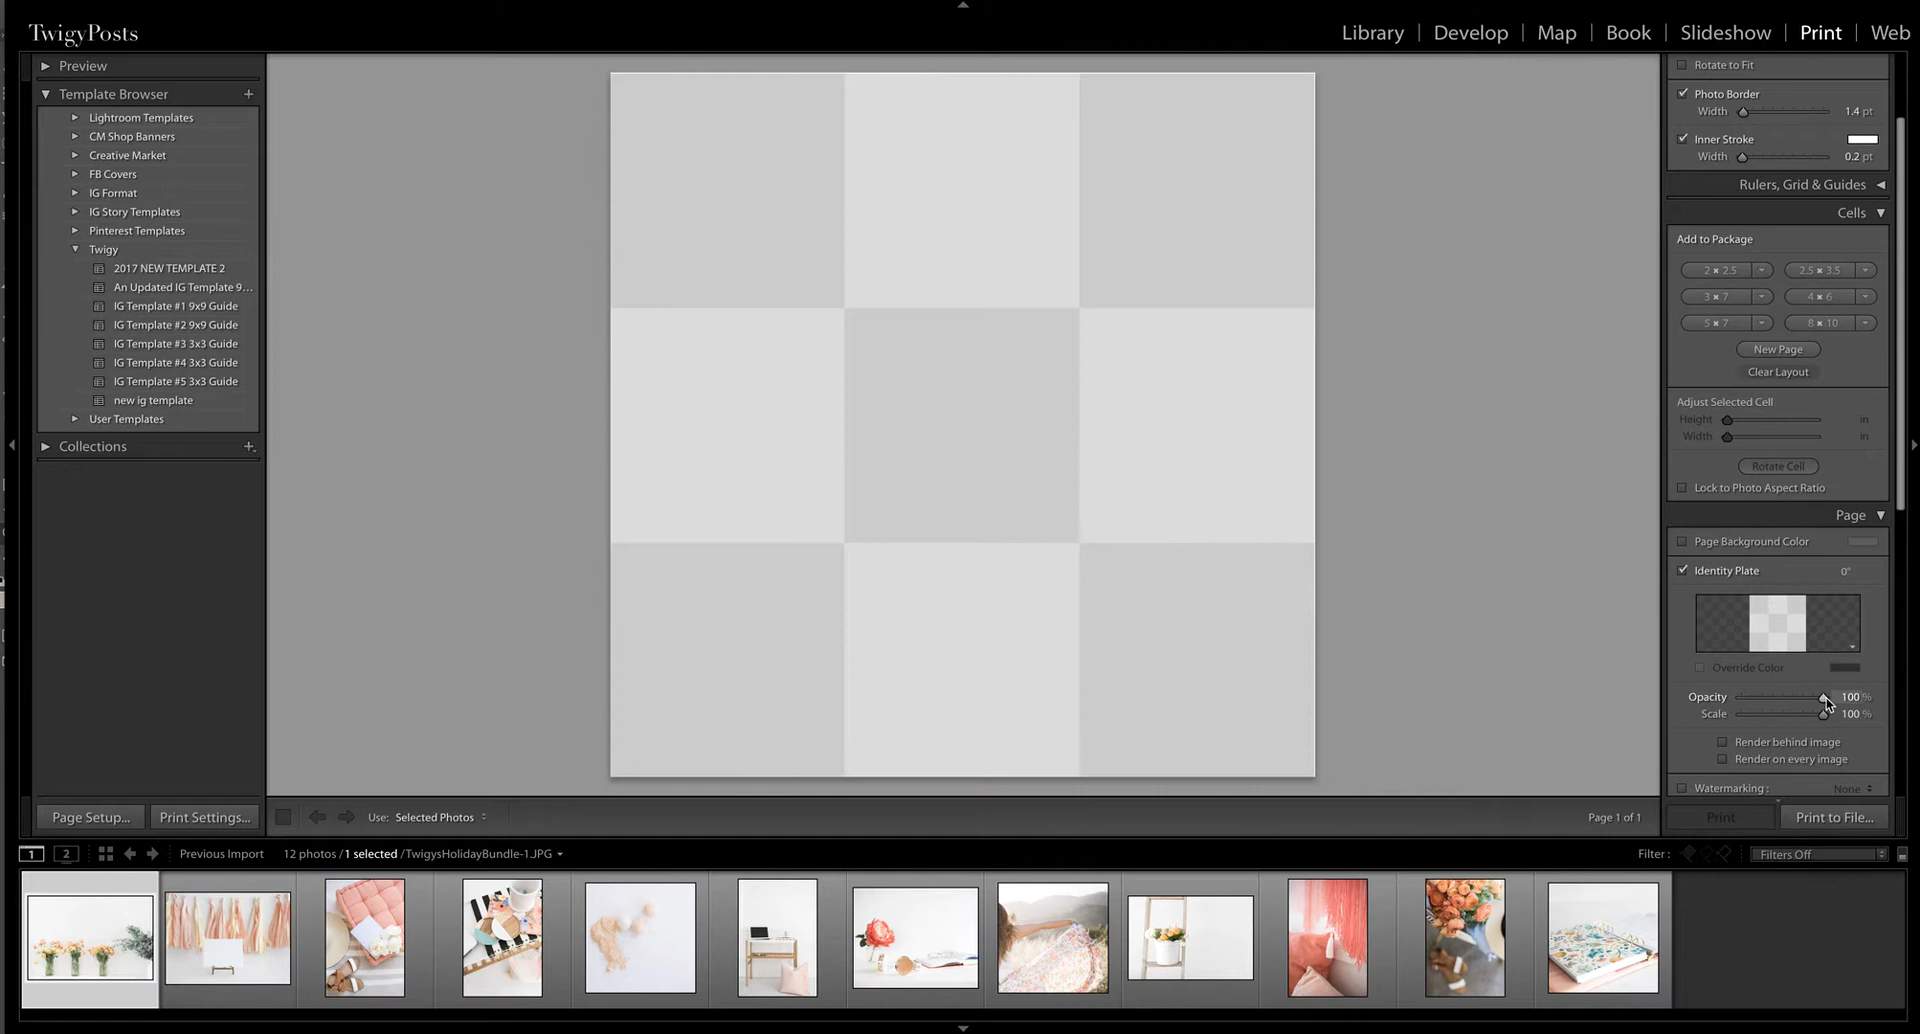 TwigyPosts
Library | Develop | Map | Book | Slideshow | Print | Web
Preview
Template Browser +
Lightroom Templates
CM Shop Banners
Creative Market
FB Covers
IG Format
IG Story Templates
Pinterest Templates
Twigy
2017 NEW TEMPLATE 2
An Updated IG Template 9...
IG Template #1 9x9 Guide
IG Template #2 9x9 Guide
IG Template #3 3x3 Guide
IG Template #4 3x3 Guide
IG Template #5 3x3 Guide
new ig template
User Templates
Collections +
Page Setup...
Print Settings...
Use: Selected Photos
Page 1 of 1
Rotate to Fit
Photo Border
Width 1.4 pt
Inner Stroke
Width 0.2 pt
Rulers, Grid & Guides
Cells
Add to Package
2 × 2.5
2.5 × 3.5
3 × 7
4 × 6
5 × 7
8 × 10
New Page
Clear Layout
Adjust Selected Cell
Height in
Width in
Rotate Cell
Lock to Photo Aspect Ratio
Page
Page Background Color
Identity Plate 0°
Override Color
Opacity 100 %
Scale 100 %
Render behind image
Render on every image
Watermarking : None
Print
Print to File...
1 2 Previous Import 12 photos / 1 selected / TwigysHolidayBundle-1.JPG
Filter : Filters Off